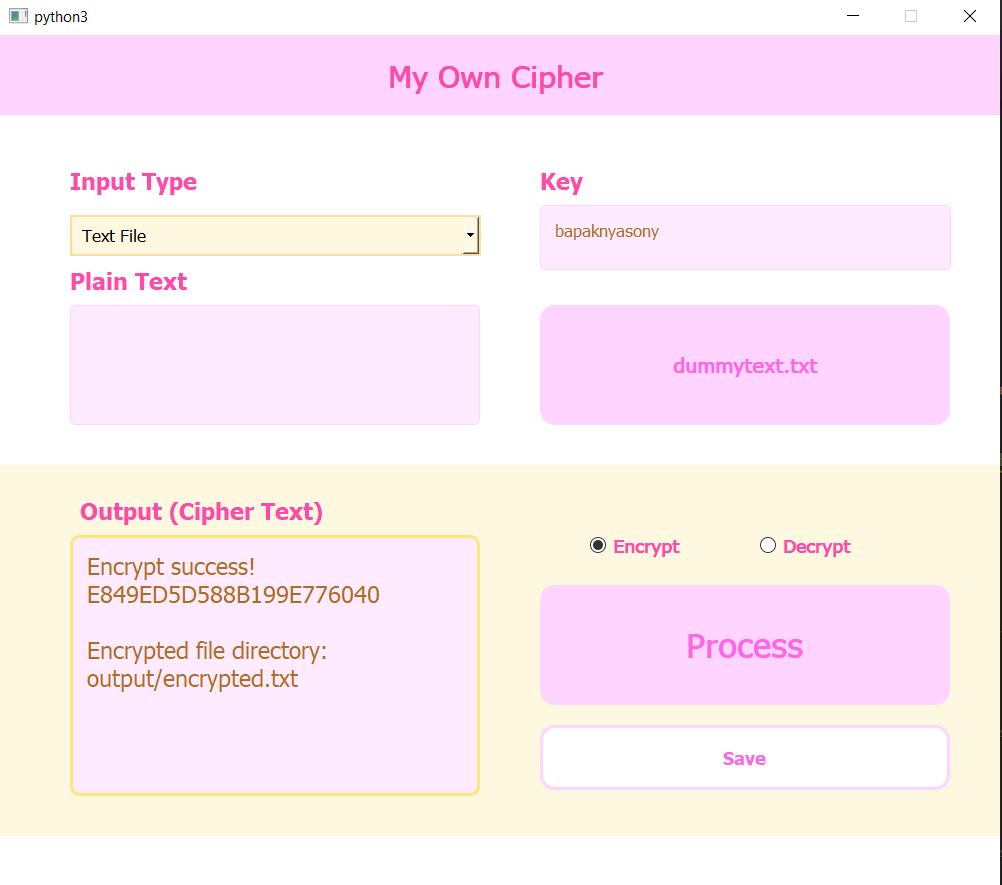 python3
My Own Cipher
Input Type
Key
Text File
bapaknyasony
Plain Text
dummytext.txt
Output (Cipher Text)
Encrypt success!
E849ED5D588B199E776040
Encrypted file directory:
output/encrypted.txt
Encrypt
Decrypt
Process
Save